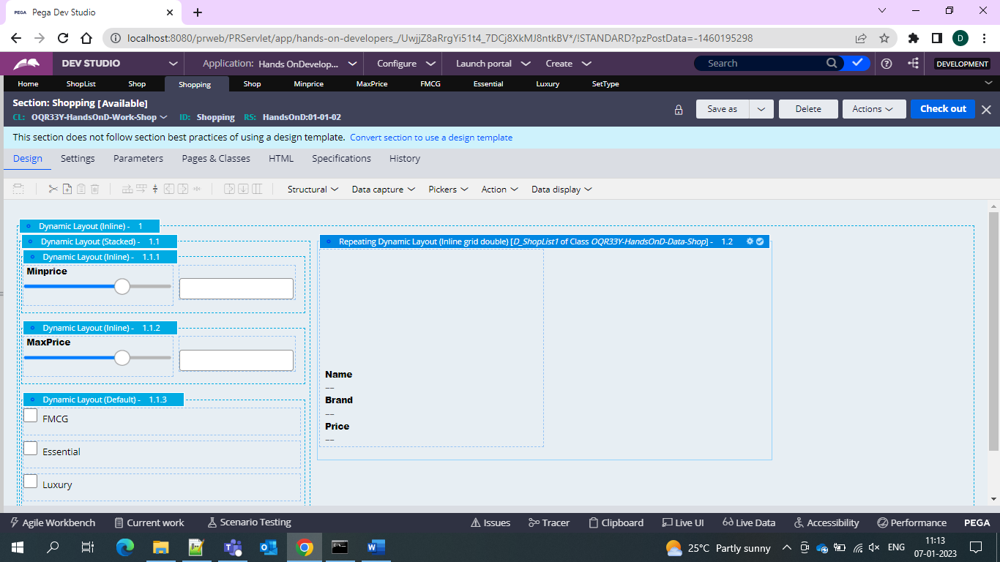 PEGA Pega Dev Studio
localhost:8080/prweb/PRServlet/app/hands-on-developers_/UwjjZ8aRrgYi51t4_7DCj8XkMJ8ntkBV*/!STANDARD?pzPostData=-1460195298
D
DEV STUDIO Application: Hands OnDevelop... Configure Launch portal Create Search DEVELOPMENT
Home ShopList Shop Shopping Shop Minprice MaxPrice FMCG Essential Luxury SetType
Section: Shopping [Available]
CL: OQR33Y-HandsOnD-Work-Shop ID: Shopping RS: HandsOnD:01-01-02
Save as Delete Actions Check out
This section does not follow section best practices of using a design template. Convert section to use a design template
Design Settings Parameters Pages & Classes HTML Specifications History
Structural Data capture Pickers Action Data display
Dynamic Layout (Inline) - 1
Dynamic Layout (Stacked) - 1.1
Repeating Dynamic Layout (Inline grid double) [D_ShopList1 of Class OQR33Y-HandsOnD-Data-Shop] - 1.2
Dynamic Layout (Inline) - 1.1.1
Minprice
Dynamic Layout (Inline) - 1.1.2
MaxPrice
Name
--
Brand
--
Price
--
Dynamic Layout (Default) - 1.1.3
FMCG
Essential
Luxury
Agile Workbench Current work Scenario Testing Issues Tracer Clipboard Live UI Live Data Accessibility Performance PEGA
25°C Partly sunny ENG 11:13
07-01-2023